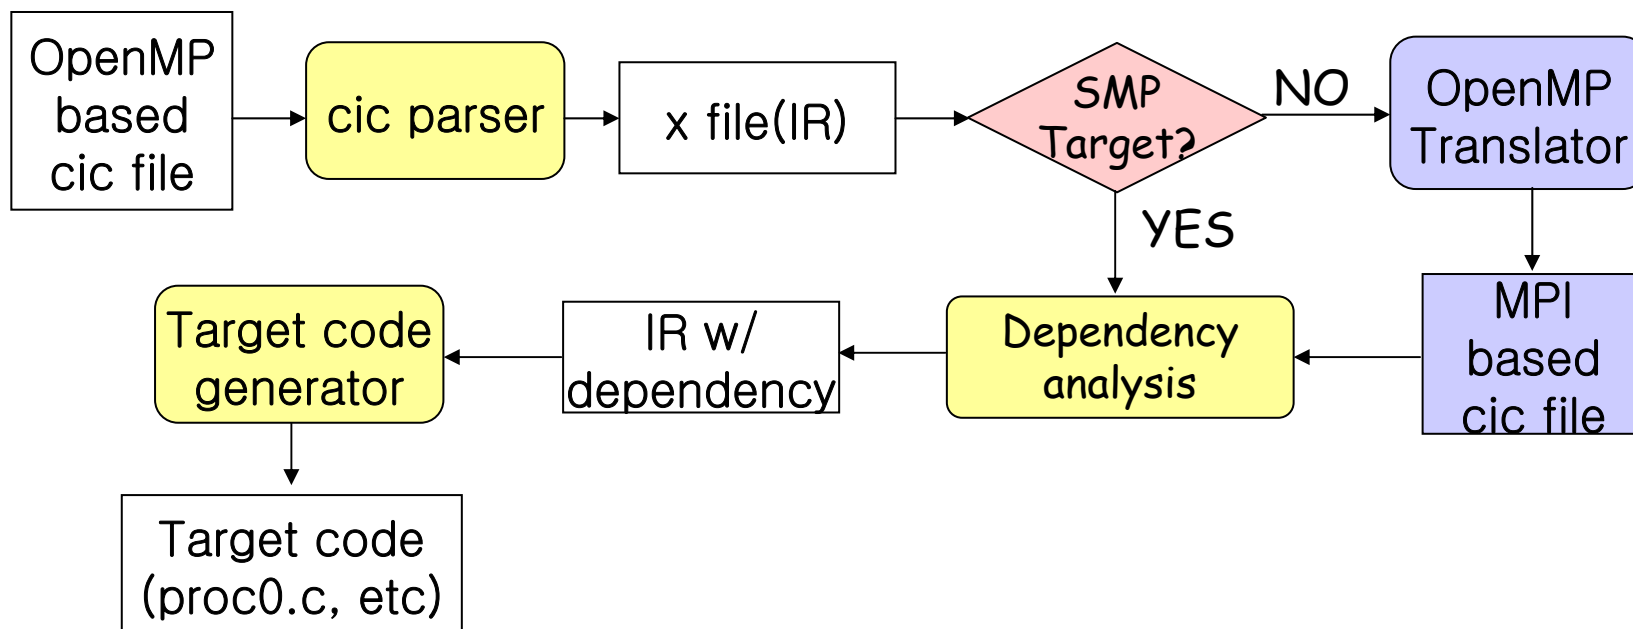 OpenMP
based
cic file
cic parser
x file(IR)
SMP
Target?
NO
OpenMP
Translator
YES
MPI
based
cic file
Dependency
analysis
IR w/
dependency
Target code
generator
Target code
(proc0.c, etc)